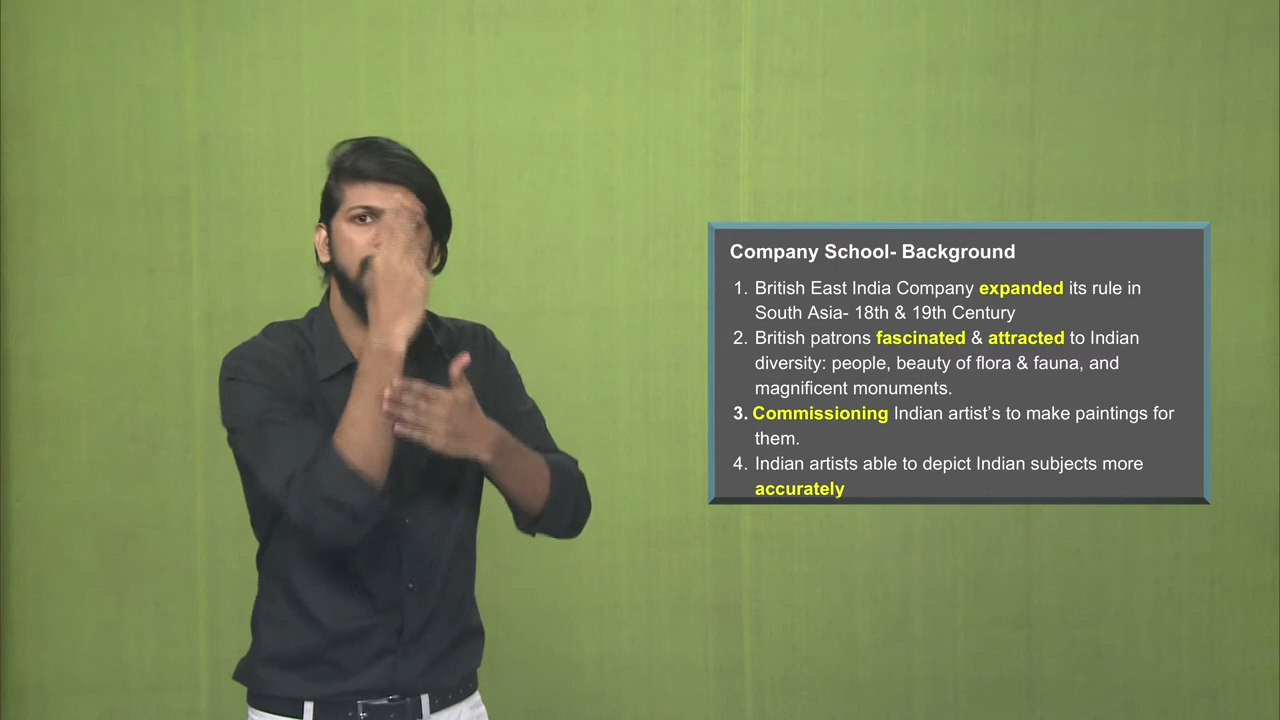 Company School- Background
1. British East India Company expanded its rule in
South Asia- 18th & 19th Century
2. British patrons fascinated & attracted to Indian
diversity: people, beauty of flora & fauna, and
magnificent monuments.
3. Commissioning Indian artist's to make paintings for
them.
4. Indian artists able to depict Indian subjects more
accurately